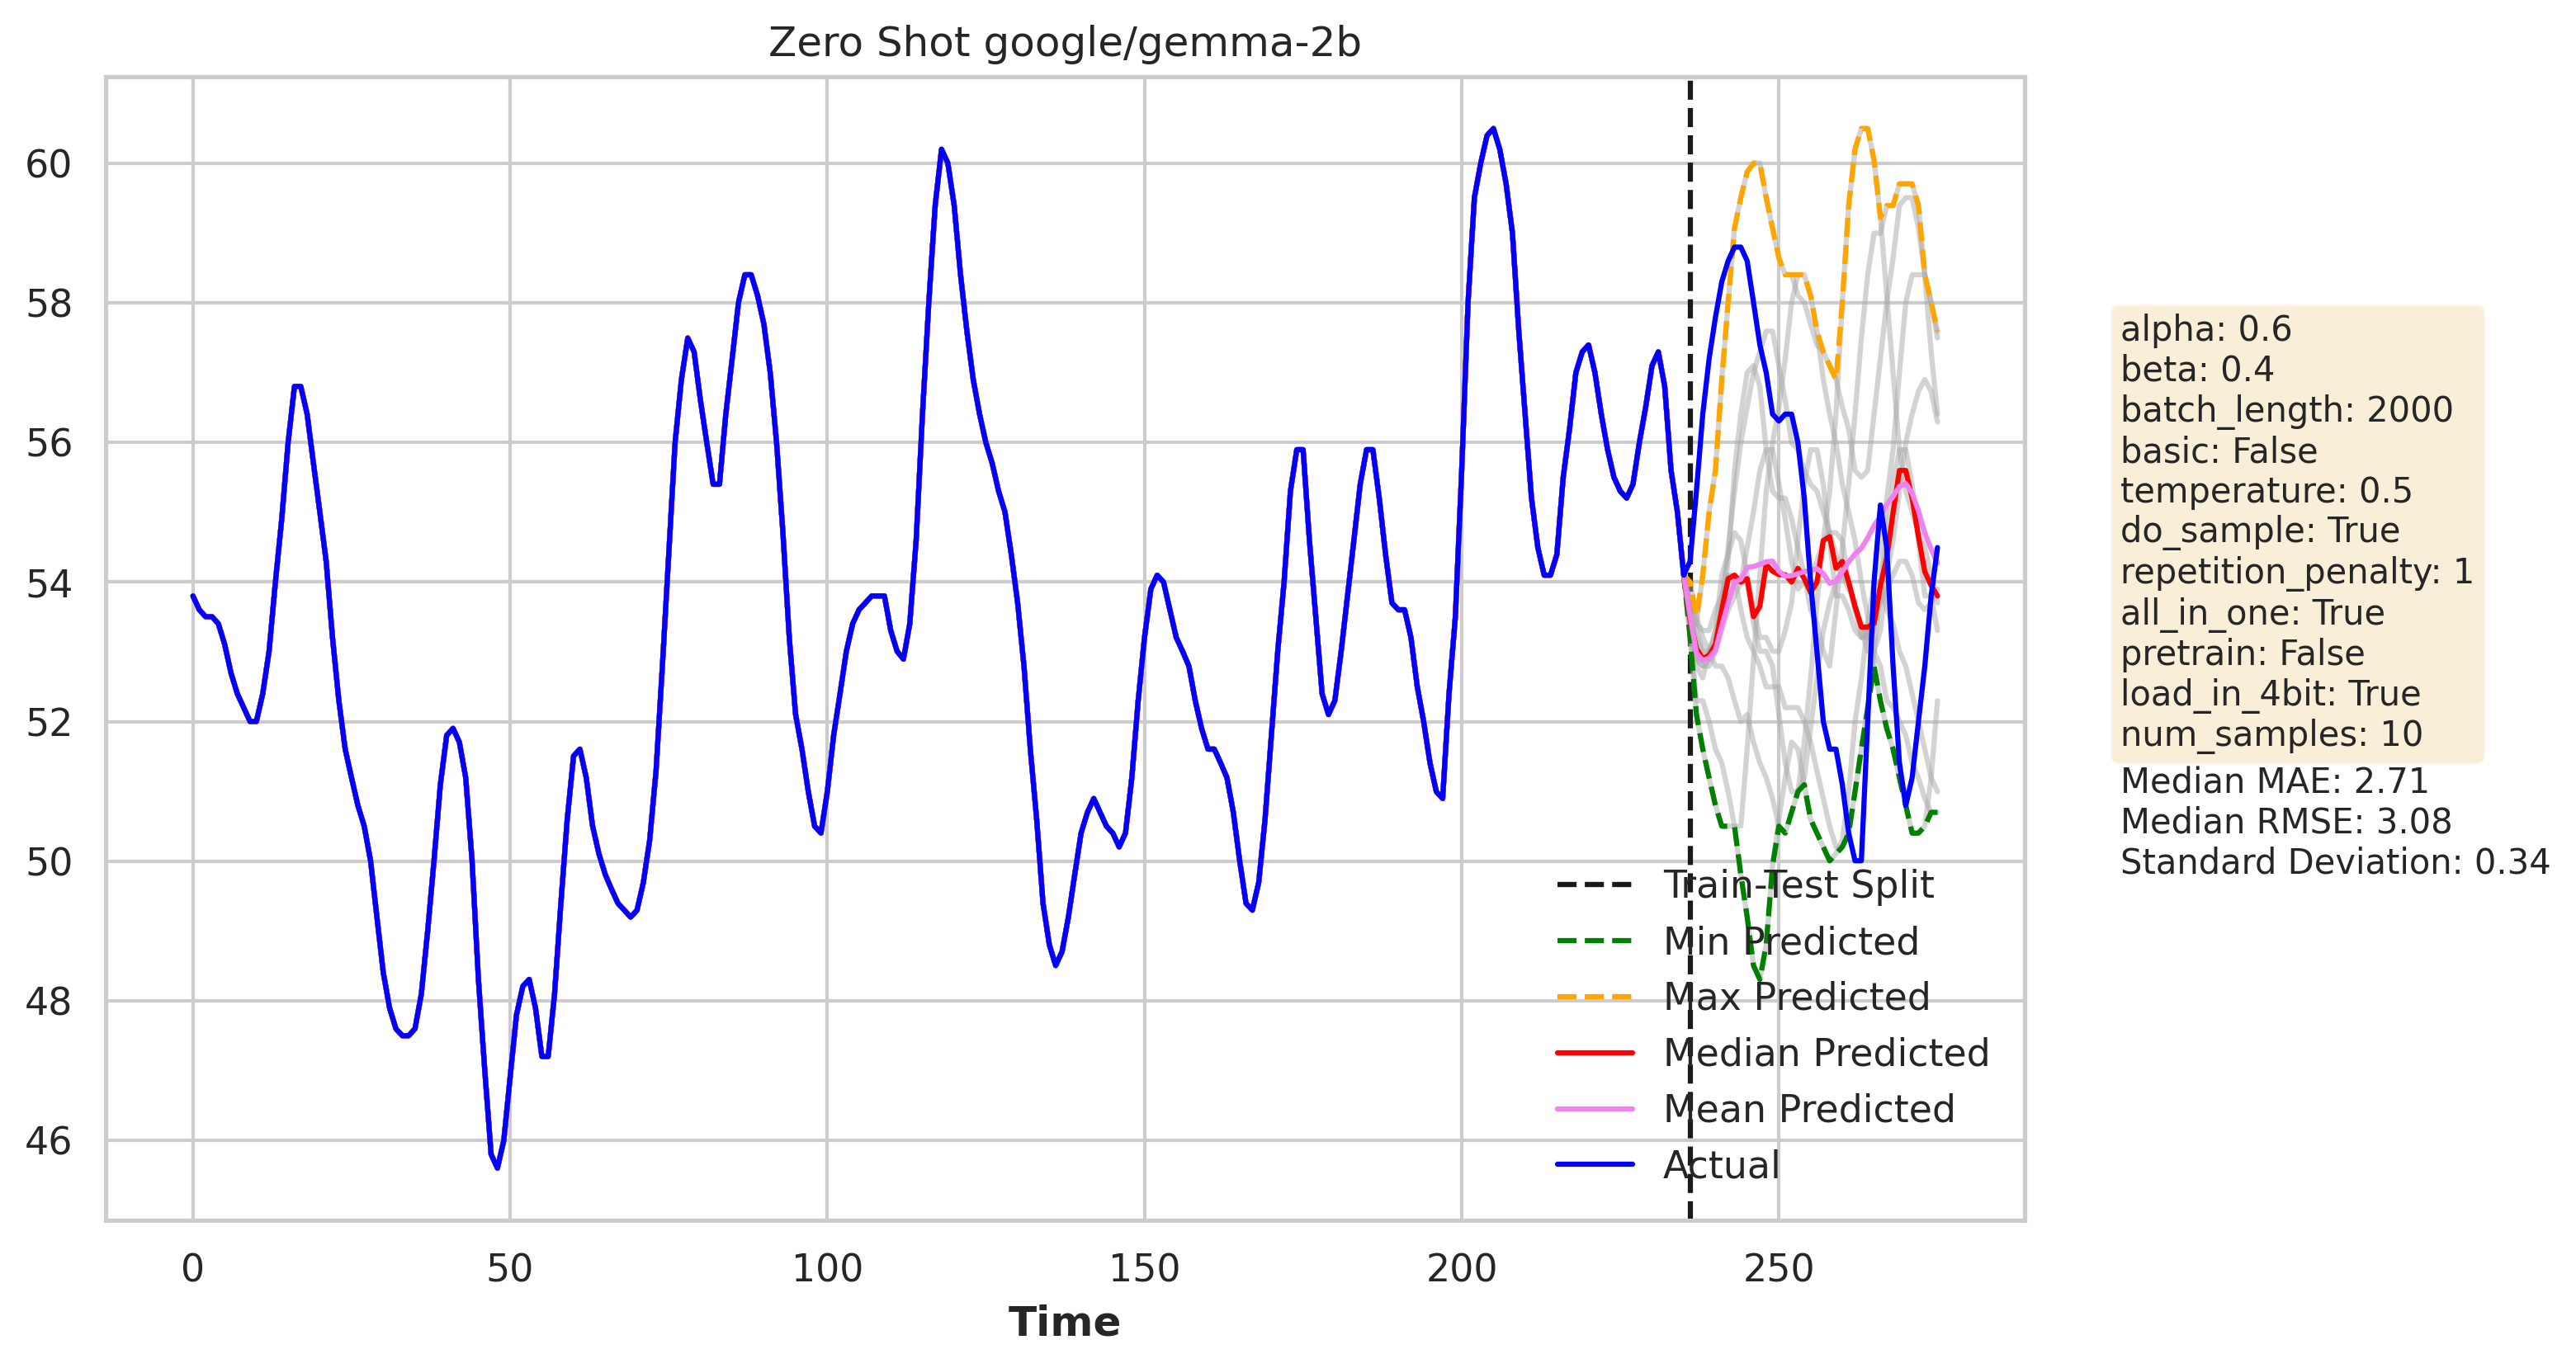 Zero Shot google/gemma-2b
60
58
56
54
52
50
48
46
0 50 100 150 200 250
Time
Train-Test Split
Min Predicted
Max Predicted
Median Predicted
Mean Predicted
Actual
alpha: 0.6
beta: 0.4
batch_length: 2000
basic: False
temperature: 0.5
do_sample: True
repetition_penalty: 1
all_in_one: True
pretrain: False
load_in_4bit: True
num_samples: 10
Median MAE: 2.71
Median RMSE: 3.08
Standard Deviation: 0.34